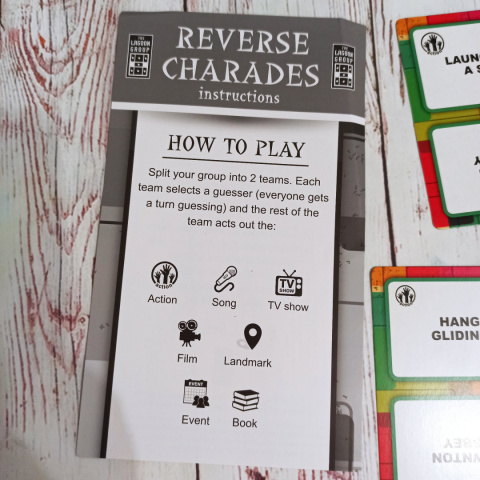 THE LAGOON GROUP
REVERSE
CHARADES
instructions
THE LAGOON GROUP
HOW TO PLAY
Split your group into 2 teams. Each
team selects a guesser (everyone gets
a turn guessing) and the rest of the
team acts out the:
ACTION
Action
Song
TV
SHOW
TV show
Film
Landmark
EVENT
Event
Book
LAUN
A S
HANG
GLIDIN